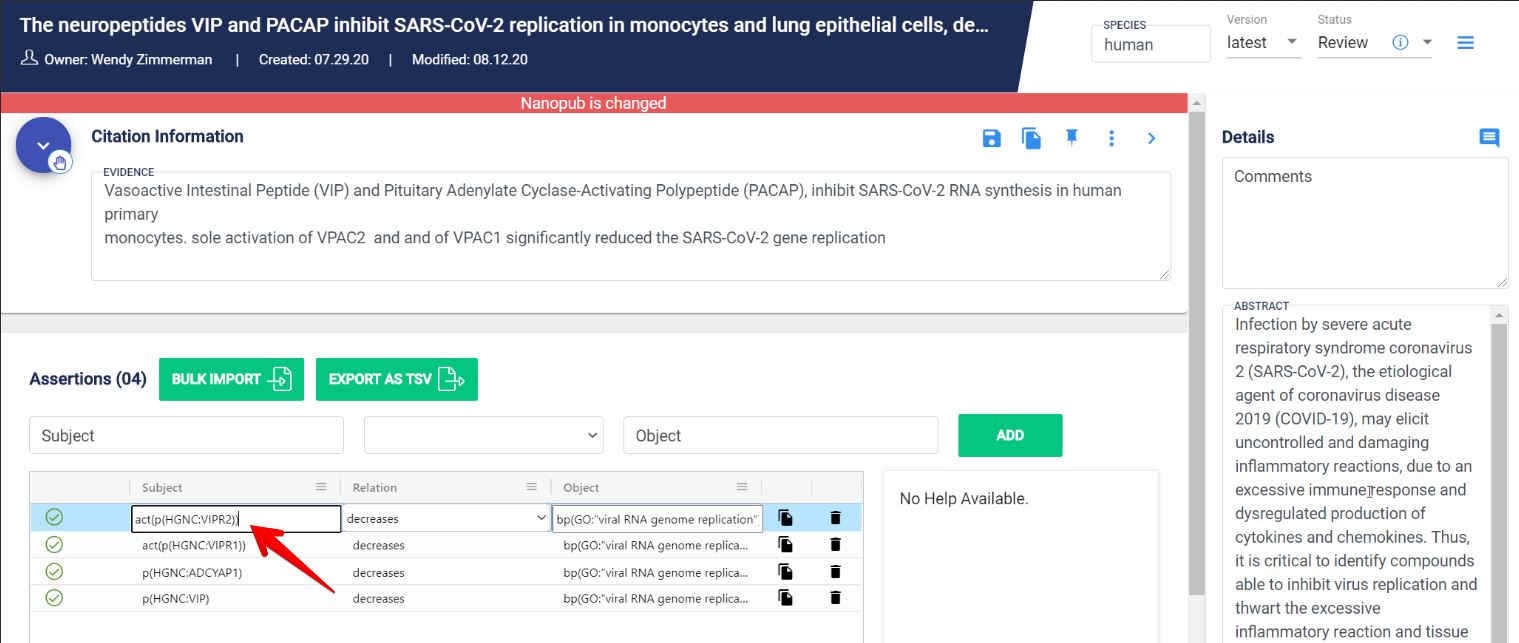 The neuropeptides VIP and PACAP inhibit SARS-CoV-2 replication in monocytes and lung epithelial cells, de...
Owner: Wendy Zimmerman | Created: 07.29.20 | Modified: 08.12.20
SPECIES
human
Version
latest
Status
Review
Nanopub is changed
Citation Information
EVIDENCE
Vasoactive Intestinal Peptide (VIP) and Pituitary Adenylate Cyclase-Activating Polypeptide (PACAP), inhibit SARS-CoV-2 RNA synthesis in human
primary
monocytes. sole activation of VPAC2 and and of VPAC1 significantly reduced the SARS-CoV-2 gene replication
Assertions (04)
BULK IMPORT
EXPORT AS TSV
Subject
Object
ADD
Subject Relation Object
act(p(HGNC:VIPR2)) decreases bp(GO:"viral RNA genome replication"
act(p(HGNC:VIPR1)) decreases bp(GO:"viral RNA genome replica...
p(HGNC:ADCYAP1) decreases bp(GO:"viral RNA genome replica...
p(HGNC:VIP) decreases bp(GO:"viral RNA genome replica...
No Help Available.
Details
Comments
ABSTRACT
Infection by severe acute
respiratory syndrome coronavirus
2 (SARS-CoV-2), the etiological
agent of coronavirus disease
2019 (COVID-19), may elicit
uncontrolled and damaging
inflammatory reactions, due to an
excessive immune response and
dysregulated production of
cytokines and chemokines. Thus,
it is critical to identify compounds
able to inhibit virus replication and
thwart the excessive
inflammatory reaction and tissue